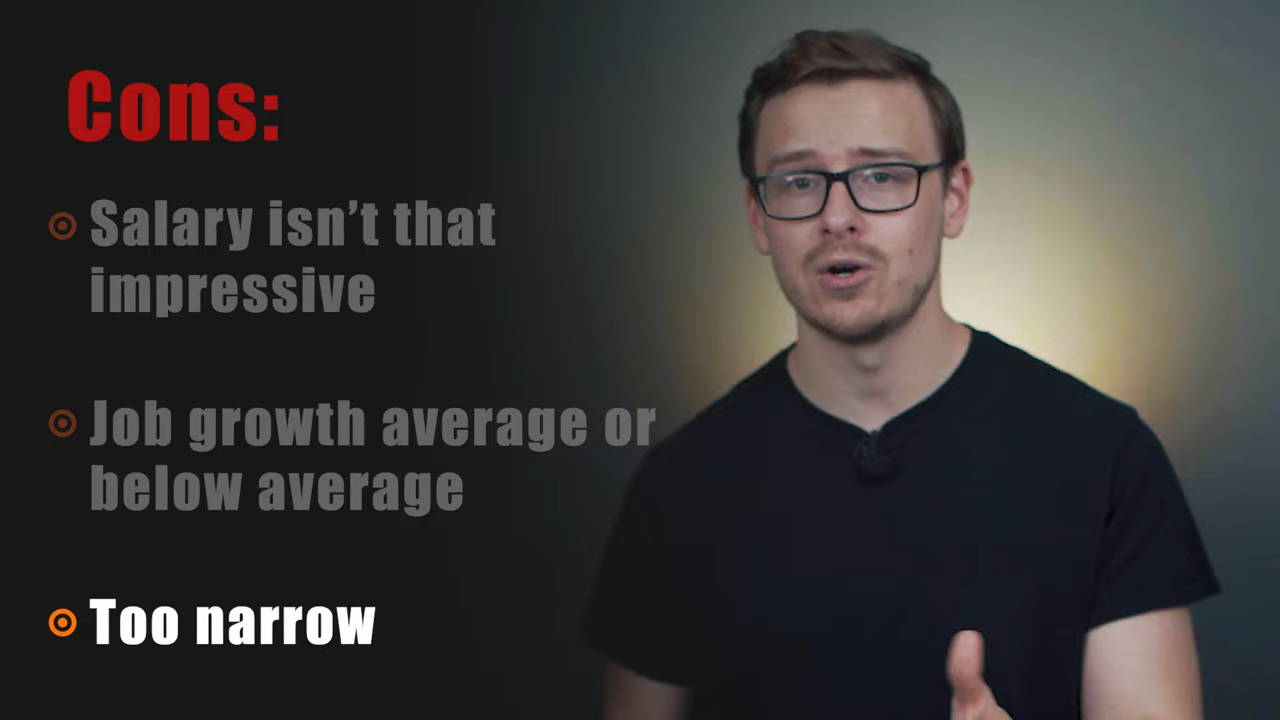 Cons:
Salary isn’t that
impressive
Job growth average or
below average
Too narrow